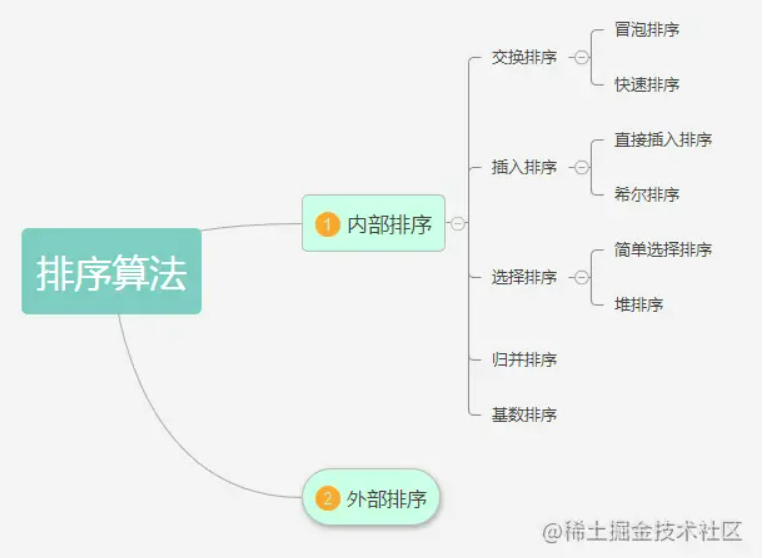 排序算法
1 内部排序
交换排序
冒泡排序
快速排序
插入排序
直接插入排序
希尔排序
选择排序
简单选择排序
堆排序
归并排序
基数排序
2 外部排序
@稀土掘金技术社区